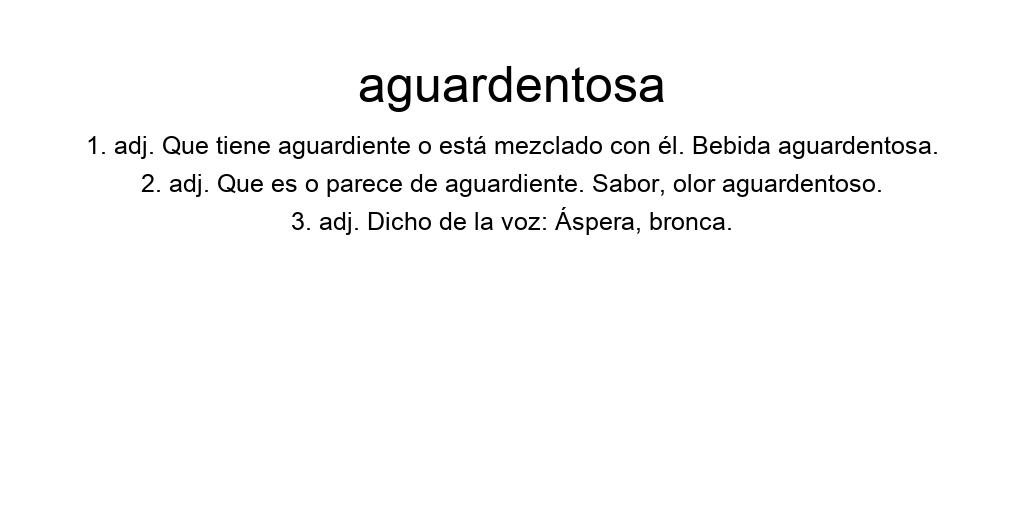 aguardentosa
1. adj. Que tiene aguardiente o está mezclado con él. Bebida aguardentosa.
2. adj. Que es o parece de aguardiente. Sabor, olor aguardentoso.
3. adj. Dicho de la voz: Áspera, bronca.